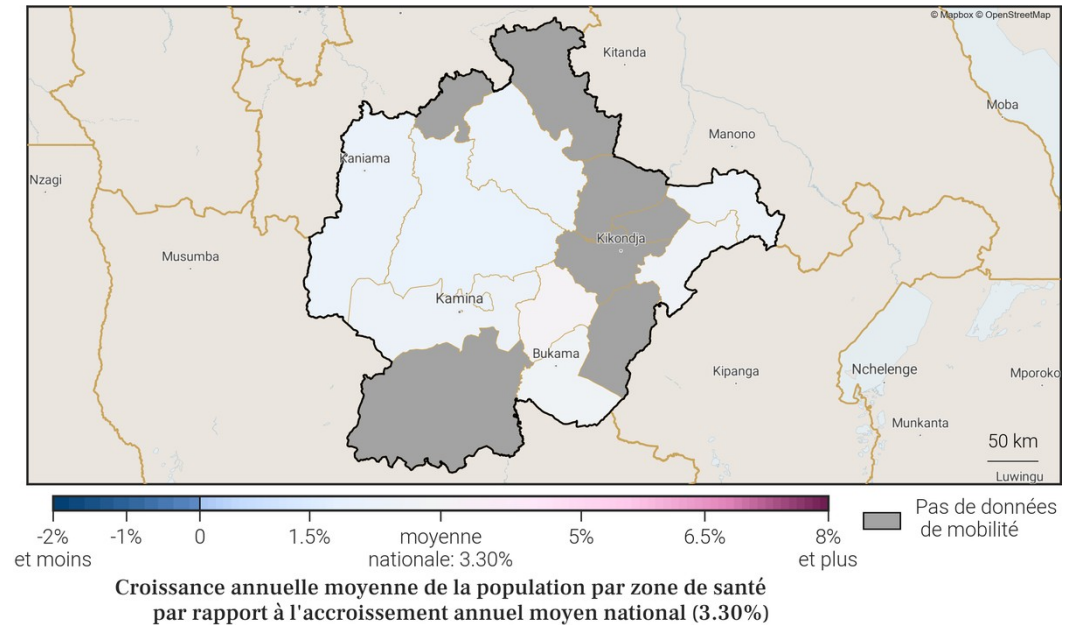 © Mapbox © OpenStreetMap
Kitanda
Moba
Manono
Kaniama
Nzagi
Kikondja
Musumba
Kamina
Bukama
Kipanga
Nchelenge
Mporoko
Munkanta
50 km
Luwingu
-2%
et moins
-1%
0
1.5%
moyenne
nationale: 3.30%
5%
6.5%
8%
et plus
Pas de données
de mobilité
Croissance annuelle moyenne de la population par zone de santé
par rapport à l'accroissement annuel moyen national (3.30%)